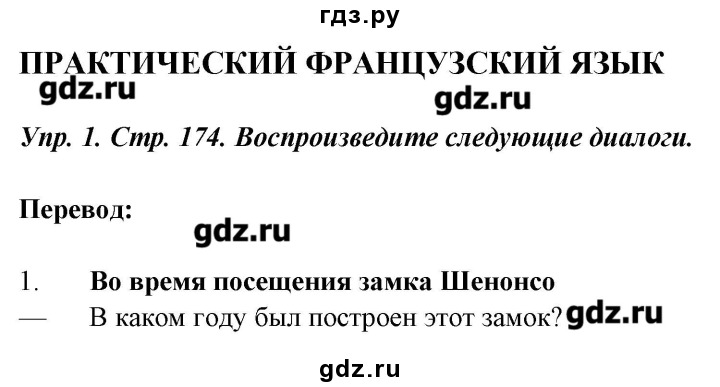 гдз.ру
ПРАКТИЧЕСКИЙ ФРАНЦУЗСКИЙ ЯЗЫК
gdz.ru gdz.ru
Упр. 1. Стр. 174. Воспроизведите следующие диалоги.
Перевод:
gdz.ru
1. Во время посещения замка Шенонсо
— В каком году был построен этот замок? gdz.ru
gdz.ru